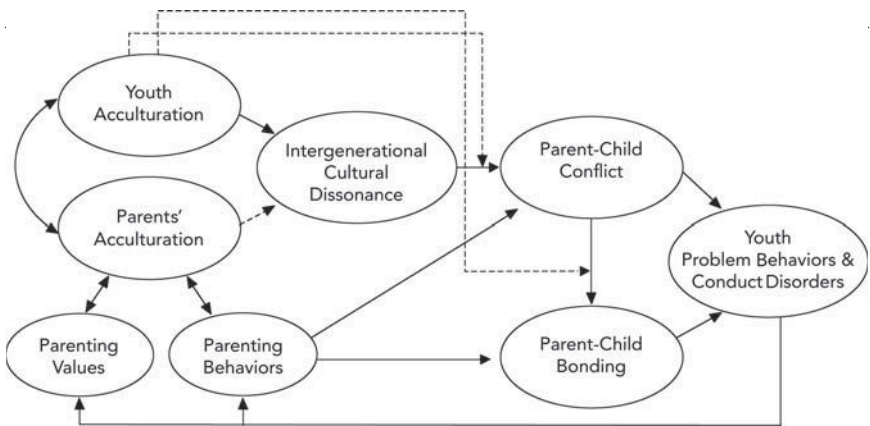 Youth
Acculturation
Intergenerational
Cultural
Dissonance
Parent-Child
Conflict
Parents'
Acculturation
Youth
Problem Behaviors &
Conduct Disorders
Parenting
Values
Parenting
Behaviors
Parent-Child
Bonding